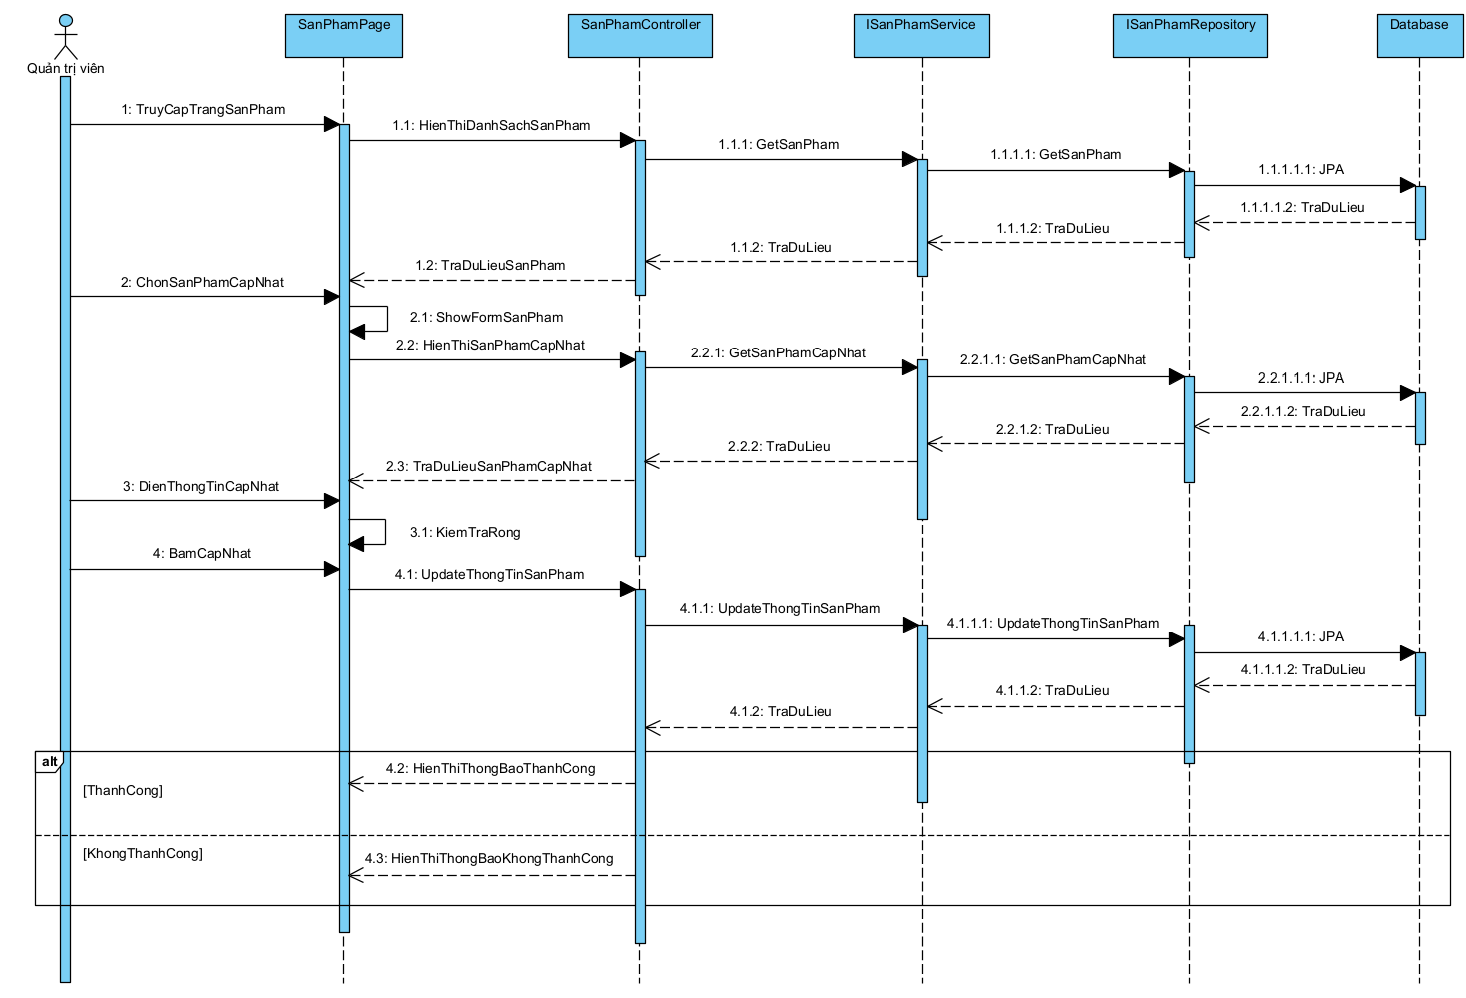 Quản trị viên
SanPhamPage
SanPhamController
ISanPhamService
ISanPhamRepository
Database
1: TruyCapTrangSanPham
1.1: HienThiDanhSachSanPham
1.1.1: GetSanPham
1.1.1.1: GetSanPham
1.1.1.1.1: JPA
1.1.1.1.2: TraDuLieu
1.1.1.2: TraDuLieu
1.1.2: TraDuLieu
1.2: TraDuLieuSanPham
2: ChonSanPhamCapNhat
2.1: ShowFormSanPham
2.2: HienThiSanPhamCapNhat
2.2.1: GetSanPhamCapNhat
2.2.1.1: GetSanPhamCapNhat
2.2.1.1.1: JPA
2.2.1.1.2: TraDuLieu
2.2.1.2: TraDuLieu
2.2.2: TraDuLieu
2.3: TraDuLieuSanPhamCapNhat
3: DienThongTinCapNhat
3.1: KiemTraRong
4: BamCapNhat
4.1: UpdateThongTinSanPham
4.1.1: UpdateThongTinSanPham
4.1.1.1: UpdateThongTinSanPham
4.1.1.1.1: JPA
4.1.1.1.2: TraDuLieu
4.1.1.2: TraDuLieu
4.1.2: TraDuLieu
alt
4.2: HienThiThongBaoThanhCong
[ThanhCong]
[KhongThanhCong]
4.3: HienThiThongBaoKhongThanhCong